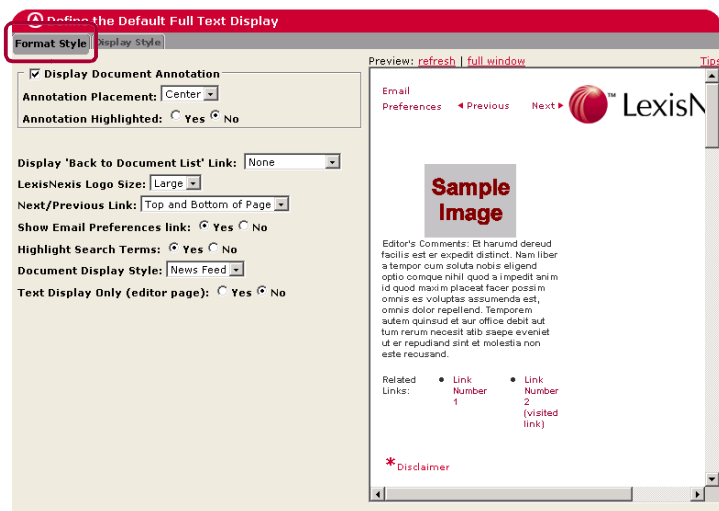 Define the Default Full Text Display
Format Style Display Style
Preview: refresh | full window Tips
Display Document Annotation
Annotation Placement: Center
Annotation Highlighted: Yes No
Display 'Back to Document List' Link: None
LexisNexis Logo Size: Large
Next/Previous Link: Top and Bottom of Page
Show Email Preferences link: Yes No
Highlight Search Terms: Yes No
Document Display Style: News Feed
Text Display Only (editor page): Yes No
Email
Preferences Previous Next
LexisN
™
Sample
Image
Editor's Comments: Et harumd dereud
facilis est er expedit distinct. Nam liber
a tempor cum soluta nobis eligend
optio comque nihil quod a impedit anim
id quod maxim placeat facer possim
omnis es voluptas assumenda est,
omnis dolor repellend. Temporem
autem quinsud et aur office debit aut
tum rerum necesit atib saepe eveniet
ut er repudiand sint et molestia non
este recusand.
Related
Links:
• Link
Number
1
• Link
Number
2
(visited
link)
*Disclaimer